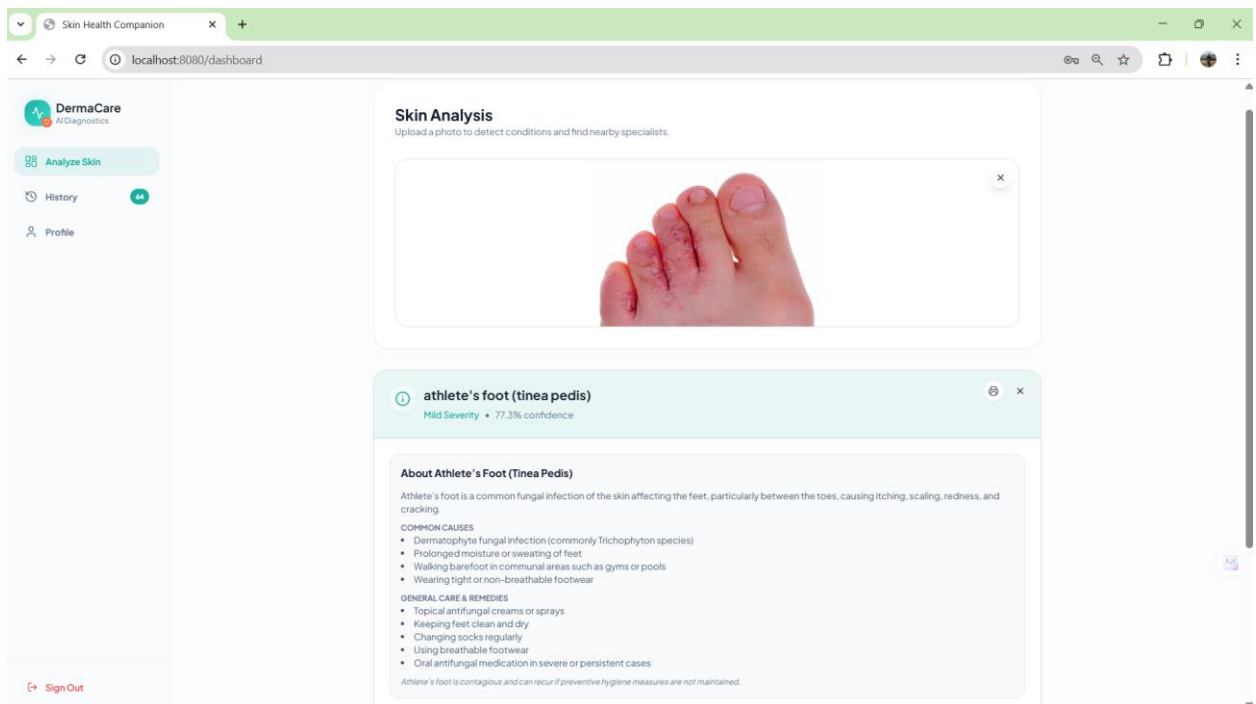 Skin Health Companion
localhost:8080/dashboard
DermaCare
AI Diagnostics
Analyze Skin
History 64
Profile
Sign Out
Skin Analysis
Upload a photo to detect conditions and find nearby specialists.
athlete's foot (tinea pedis)
Mild Severity • 77.3% confidence
About Athlete's Foot (Tinea Pedis)
Athlete's foot is a common fungal infection of the skin affecting the feet, particularly between the toes, causing itching, scaling, redness, and
cracking.
COMMON CAUSES
• Dermatophyte fungal infection (commonly Trichophyton species)
• Prolonged moisture or sweating of feet
• Walking barefoot in communal areas such as gyms or pools
• Wearing tight or non-breathable footwear
GENERAL CARE & REMEDIES
• Topical antifungal creams or sprays
• Keeping feet clean and dry
• Changing socks regularly
• Using breathable footwear
• Oral antifungal medication in severe or persistent cases
Athlete's foot is contagious and can recur if preventive hygiene measures are not maintained.